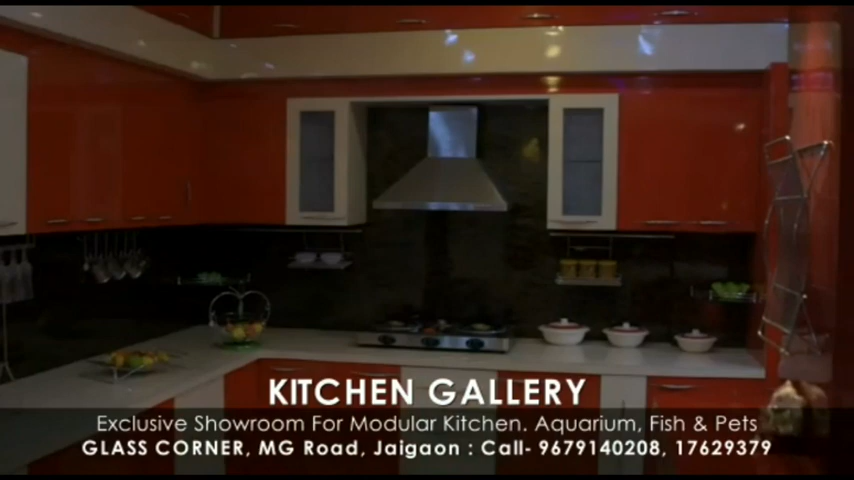 KITCHEN GALLERY
Exclusive Showroom For Modular Kitchen. Aquarium, Fish & Pets
GLASS CORNER, MG Road, Jaigaon : Call- 9679140208, 17629379